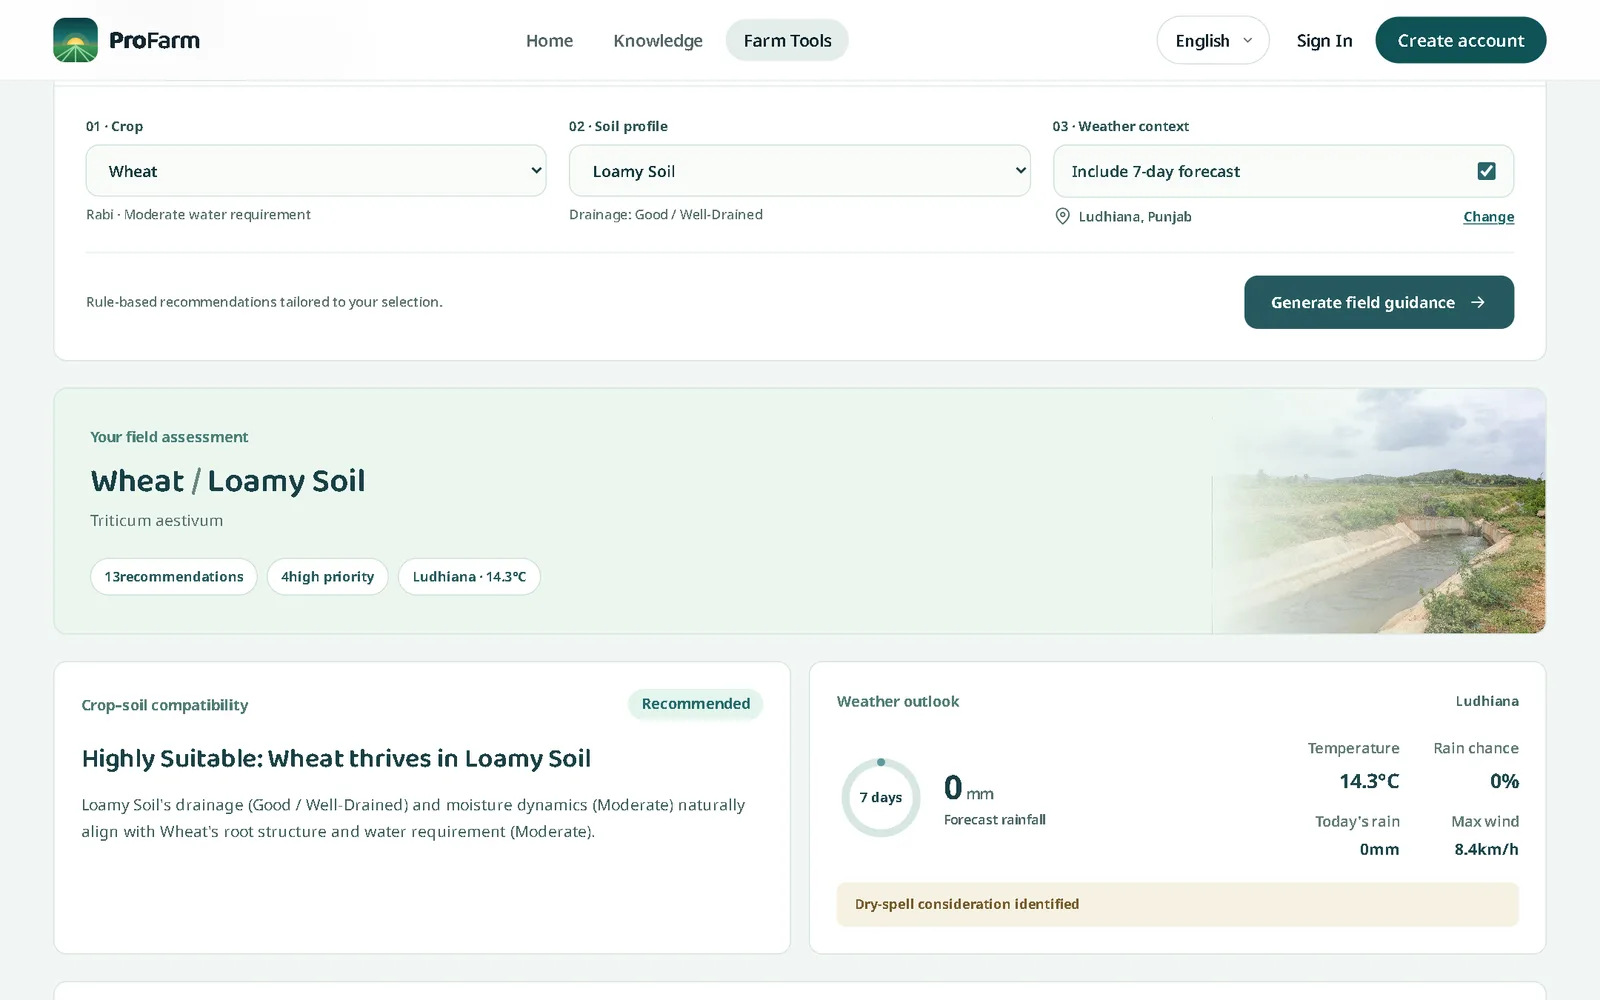 ProFarm
Home
Knowledge
Farm Tools
English
Sign In
Create account
01 · Crop
02 · Soil profile
03 · Weather context
Wheat
Loamy Soil
Include 7-day forecast
Rabi · Moderate water requirement
Drainage: Good / Well-Drained
Ludhiana, Punjab
Change
Rule-based recommendations tailored to your selection.
Generate field guidance →
Your field assessment
Wheat / Loamy Soil
Triticum aestivum
13recommendations
4high priority
Ludhiana · 14.3°C
Crop-soil compatibility
Recommended
Highly Suitable: Wheat thrives in Loamy Soil
Loamy Soil's drainage (Good / Well-Drained) and moisture dynamics (Moderate) naturally
align with Wheat's root structure and water requirement (Moderate).
Weather outlook
Ludhiana
7 days
0 mm
Forecast rainfall
Temperature
Rain chance
14.3°C
0%
Today's rain
Max wind
0mm
8.4km/h
Dry-spell consideration identified